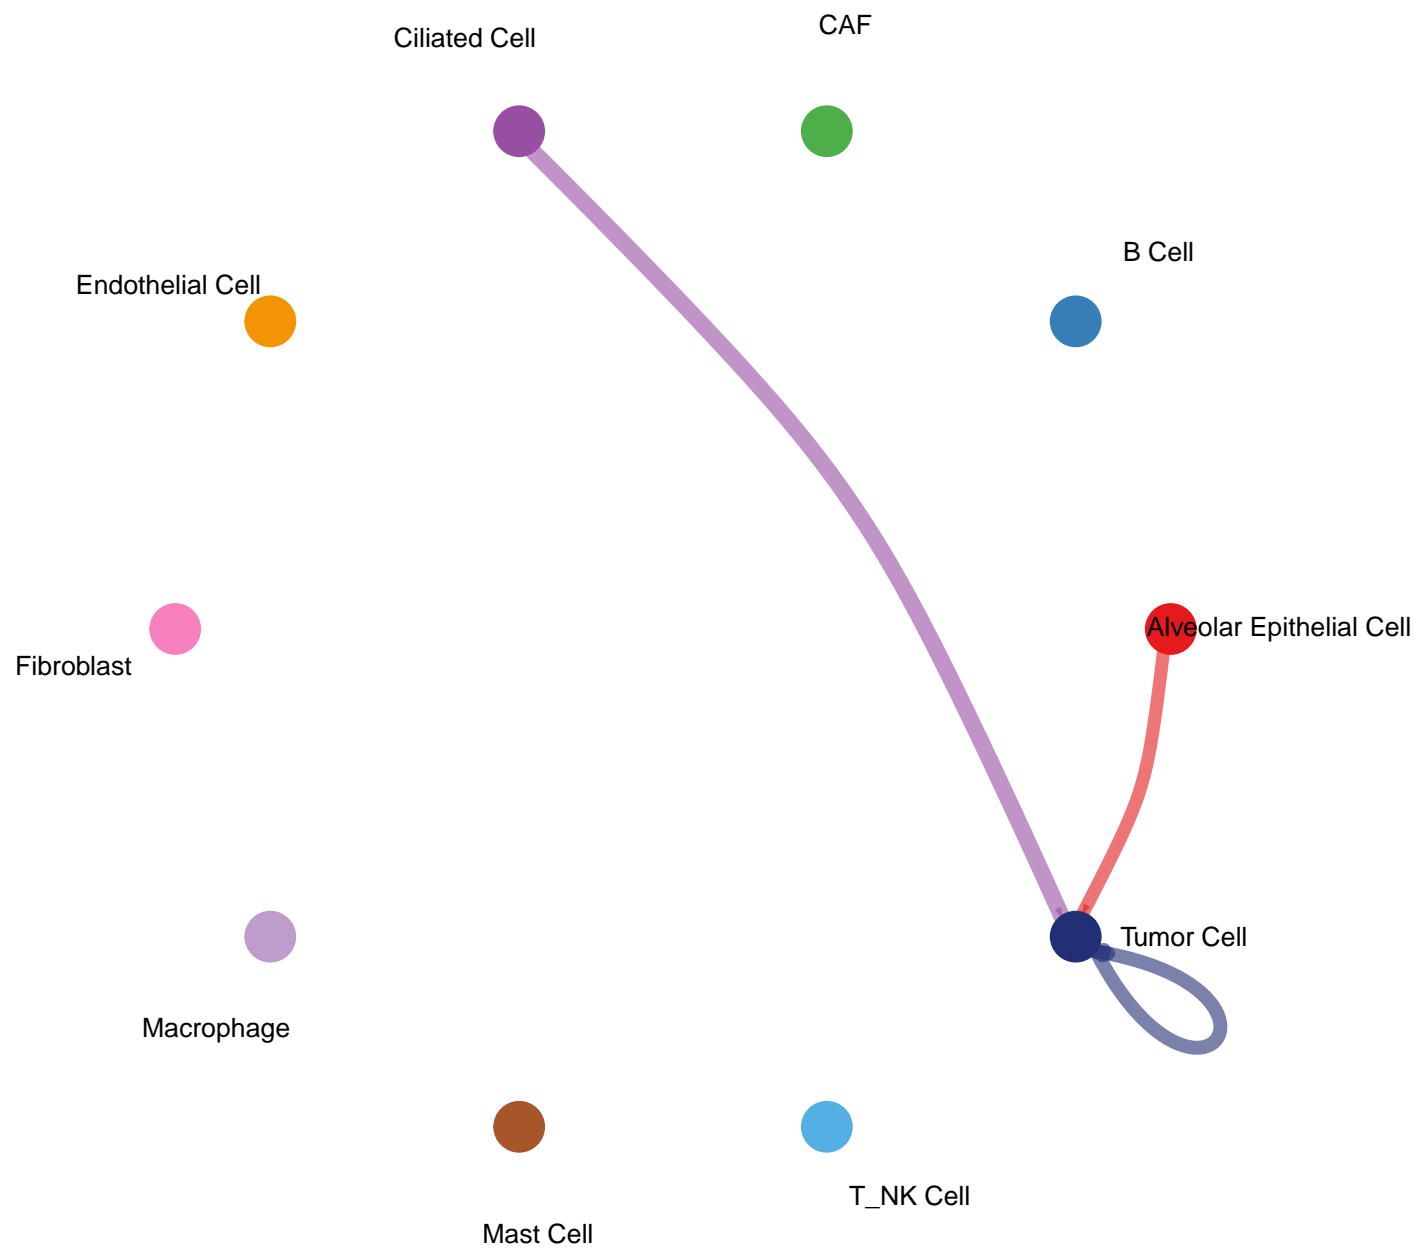 CAF
Ciliated Cell
B Cell
Endothelial Cell
Alveolar Epithelial Cell
Fibroblast
Tumor Cell
Macrophage
T_NK Cell
Mast Cell